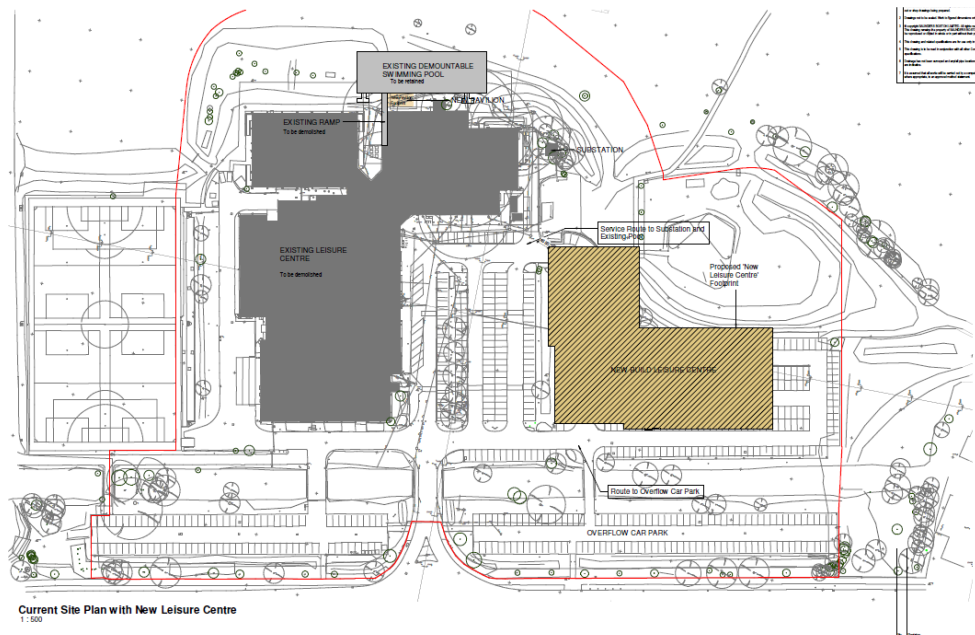 EXISTING DEMOUNTABLE
SWIMMING POOL
To be retained
NEW PAVILION
EXISTING RAMP
To be demolished
SUBSTATION
Service Route to Substation and
Existing Pool
EXISTING LEISURE
CENTRE
To be demolished
Proposed 'New
Leisure Centre'
Footprint
NEW BUILD LEISURE CENTRE
Route to Overflow Car Park
OVERFLOW CAR PARK
Current Site Plan with New Leisure Centre
1 : 500